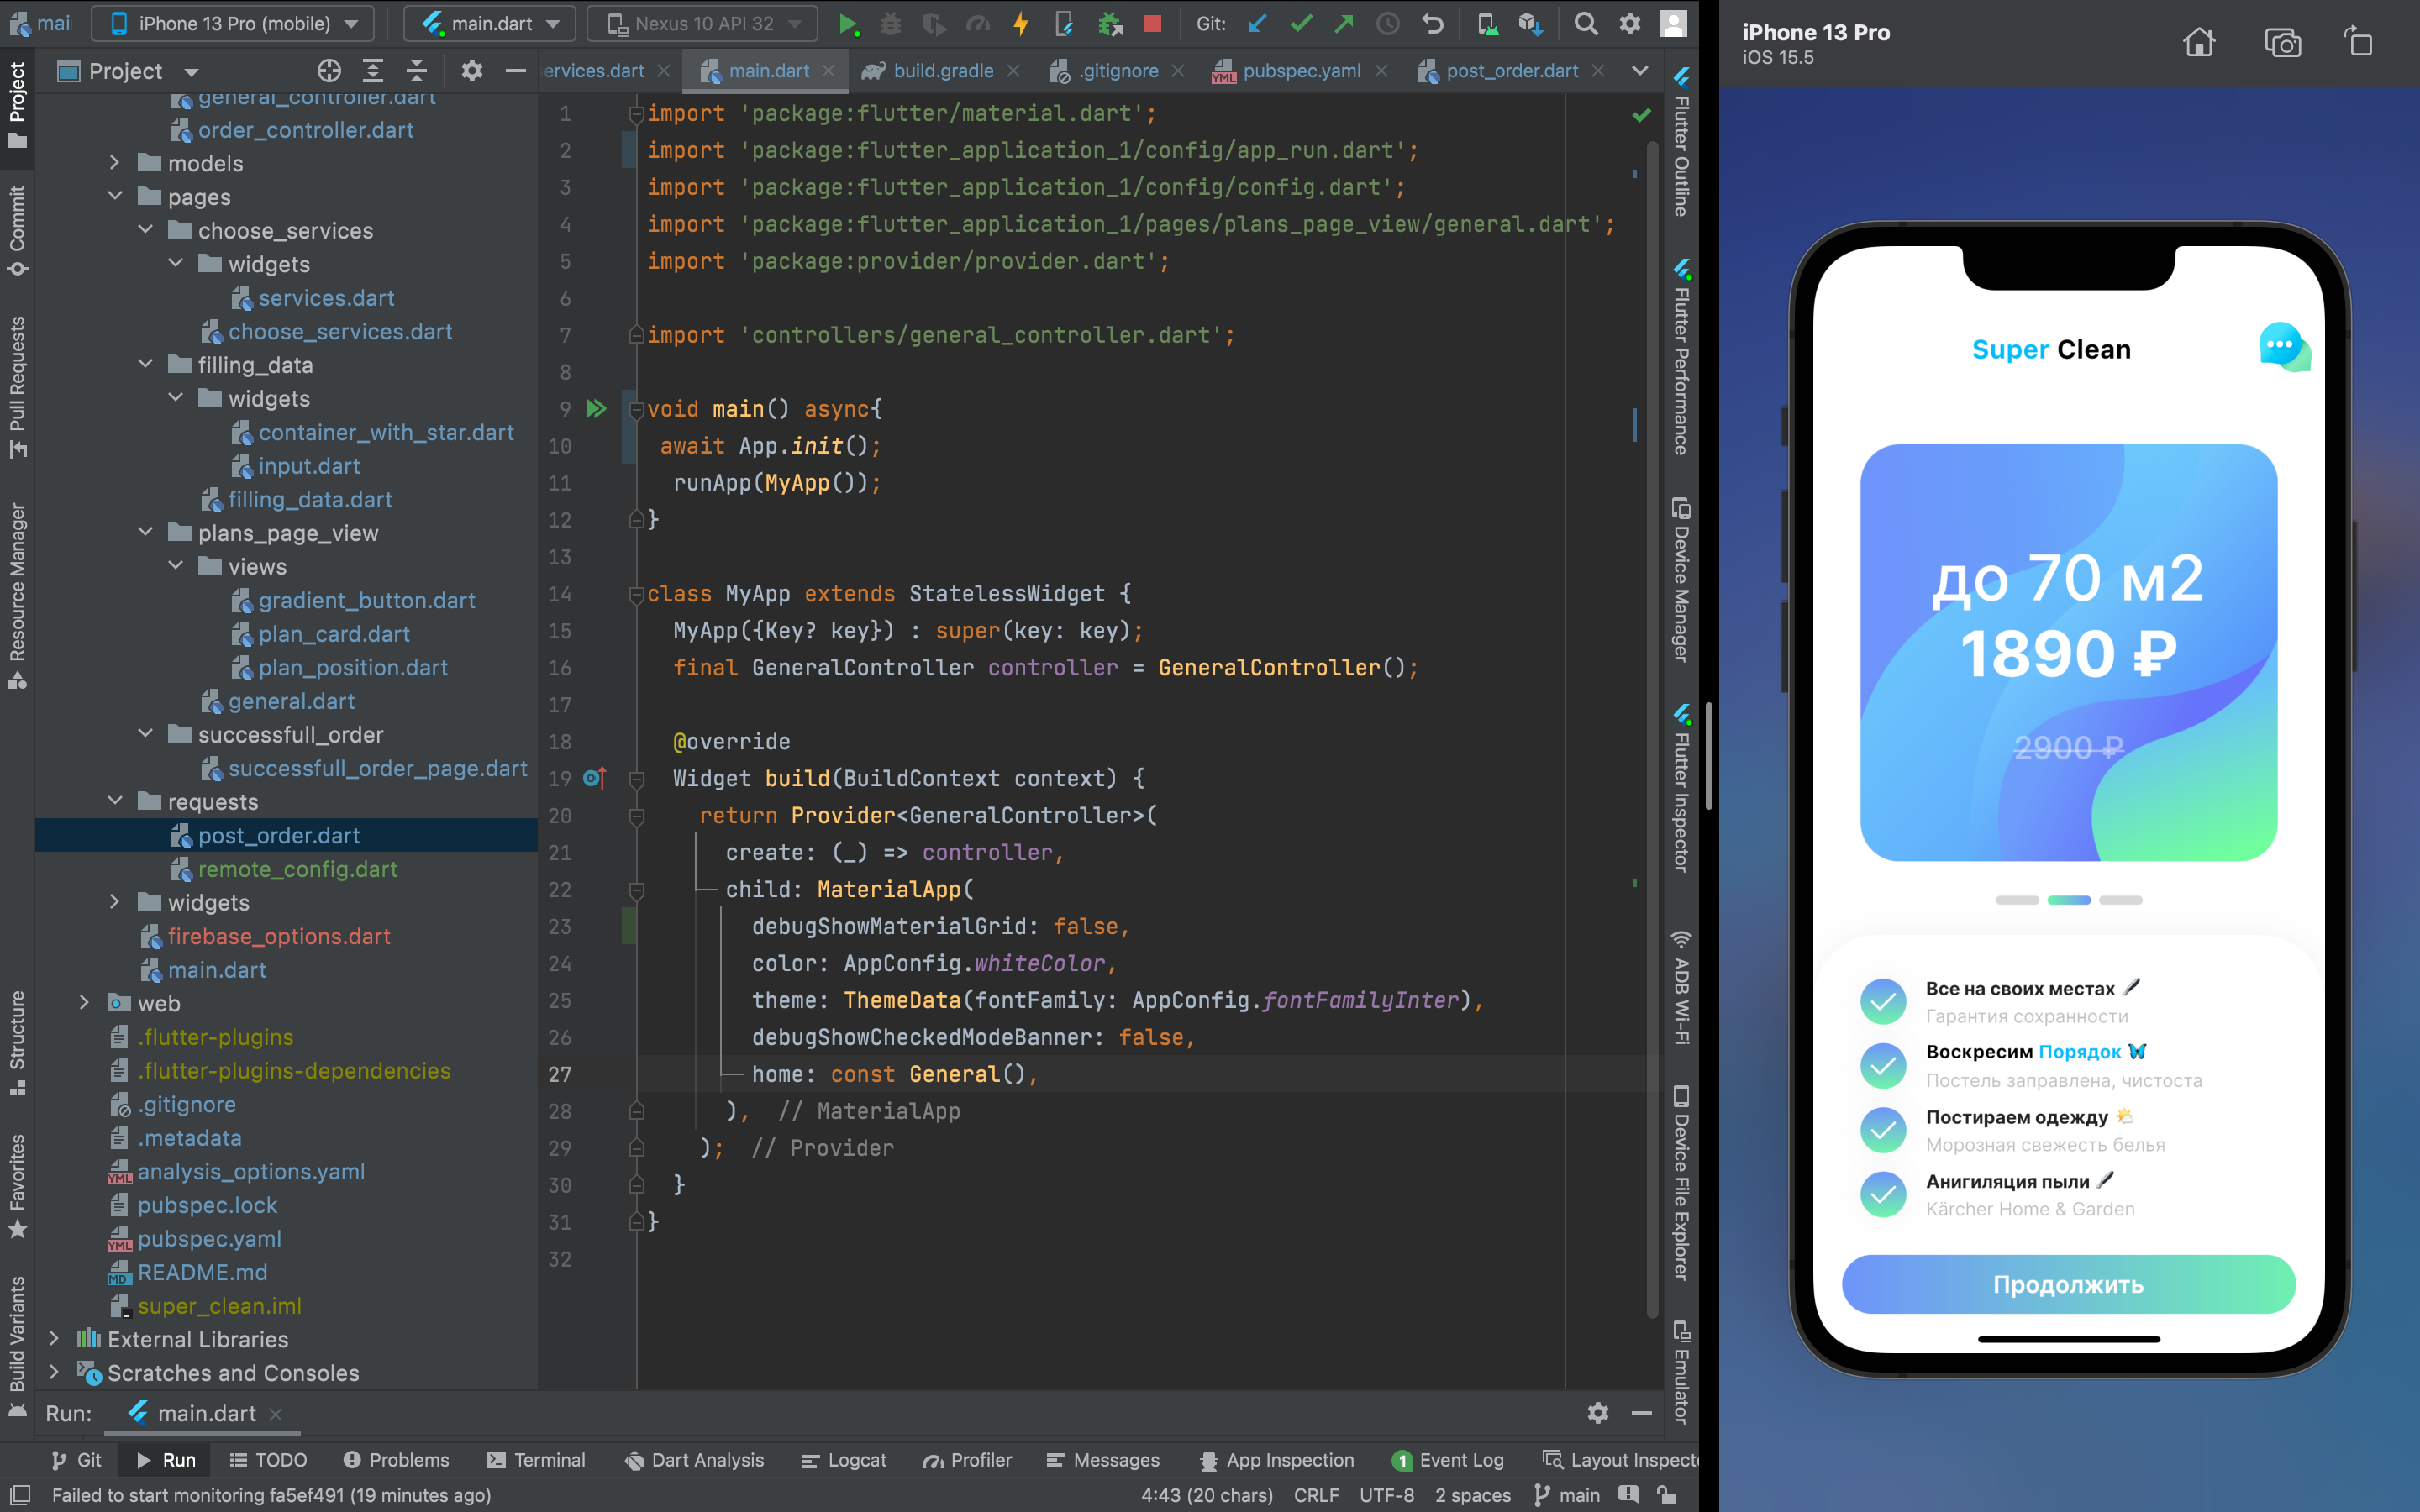 mai
iPhone 13 Pro (mobile)
main.dart
Nexus 10 API 32
Git:
Project
ervices.dart
main.dart
build.gradle
.gitignore
pubspec.yaml
post_order.dart
Project
Commit
Pull Requests
Resource Manager
Structure
Favorites
Build Variants
general_controller.dart
order_controller.dart
models
pages
choose_services
widgets
services.dart
choose_services.dart
filling_data
widgets
container_with_star.dart
input.dart
filling_data.dart
plans_page_view
views
gradient_button.dart
plan_card.dart
plan_position.dart
general.dart
successfull_order
successfull_order_page.dart
requests
post_order.dart
remote_config.dart
widgets
firebase_options.dart
main.dart
web
.flutter-plugins
.flutter-plugins-dependencies
.gitignore
.metadata
analysis_options.yaml
pubspec.lock
pubspec.yaml
README.md
super_clean.iml
External Libraries
Scratches and Consoles
1 import 'package:flutter/material.dart';
2 import 'package:flutter_application_1/config/app_run.dart';
3 import 'package:flutter_application_1/config/config.dart';
4 import 'package:flutter_application_1/pages/plans_page_view/general.dart';
5 import 'package:provider/provider.dart';
6
7 import 'controllers/general_controller.dart';
8
9 void main() async{
10 await App.init();
11 runApp(MyApp());
12 }
13
14 class MyApp extends StatelessWidget {
15 MyApp({Key? key}) : super(key: key);
16 final GeneralController controller = GeneralController();
17
18 @override
19 Widget build(BuildContext context) {
20 return Provider<GeneralController>(
21 create: (_) => controller,
22 child: MaterialApp(
23 debugShowMaterialGrid: false,
24 color: AppConfig.whiteColor,
25 theme: ThemeData(fontFamily: AppConfig.fontFamilyInter),
26 debugShowCheckedModeBanner: false,
27 home: const General(),
28 ), // MaterialApp
29 ); // Provider
30 }
31 }
32
Flutter Outline
Flutter Performance
Device Manager
Flutter Inspector
ADB Wi-Fi
Device File Explorer
Emulator
Run:
main.dart
Git
Run
TODO
Problems
Terminal
Dart Analysis
Logcat
Profiler
Messages
App Inspection
1 Event Log
Layout Inspect
Failed to start monitoring fa5ef491 (19 minutes ago)
4:43 (20 chars)
CRLF
UTF-8
2 spaces
main
iPhone 13 Pro
iOS 15.5
Super Clean
до 70 м2
1890 ₽
2900 ₽
Все на своих местах
Гарантия сохранности
Воскресим Порядок
Постель заправлена, чистоста
Постираем одежду
Морозная свежесть белья
Анигиляция пыли
Kärcher Home & Garden
Продолжить